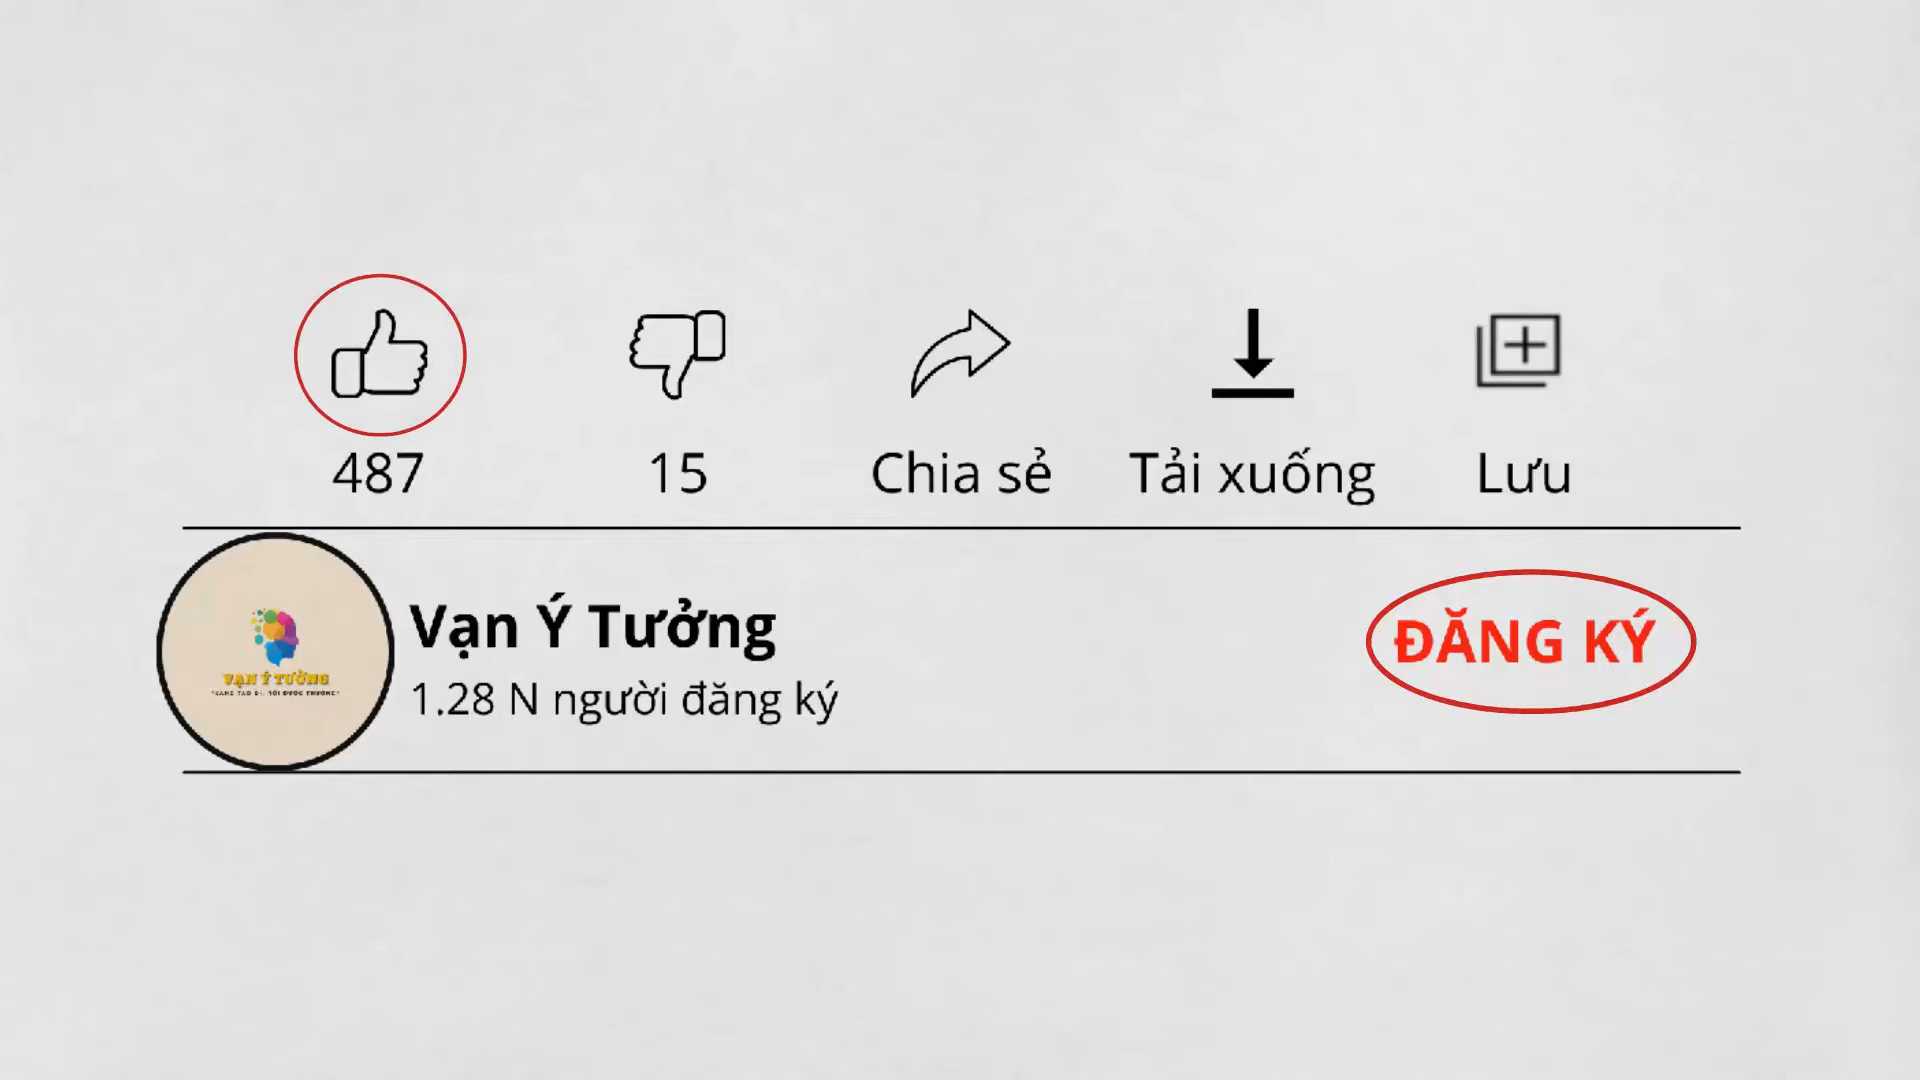 487
15
Chia sẻ
Tải xuống
Lưu
VẠN Ý TƯỞNG
Vạn Ý Tưởng
1.28 N người đăng ký
ĐĂNG KÝ